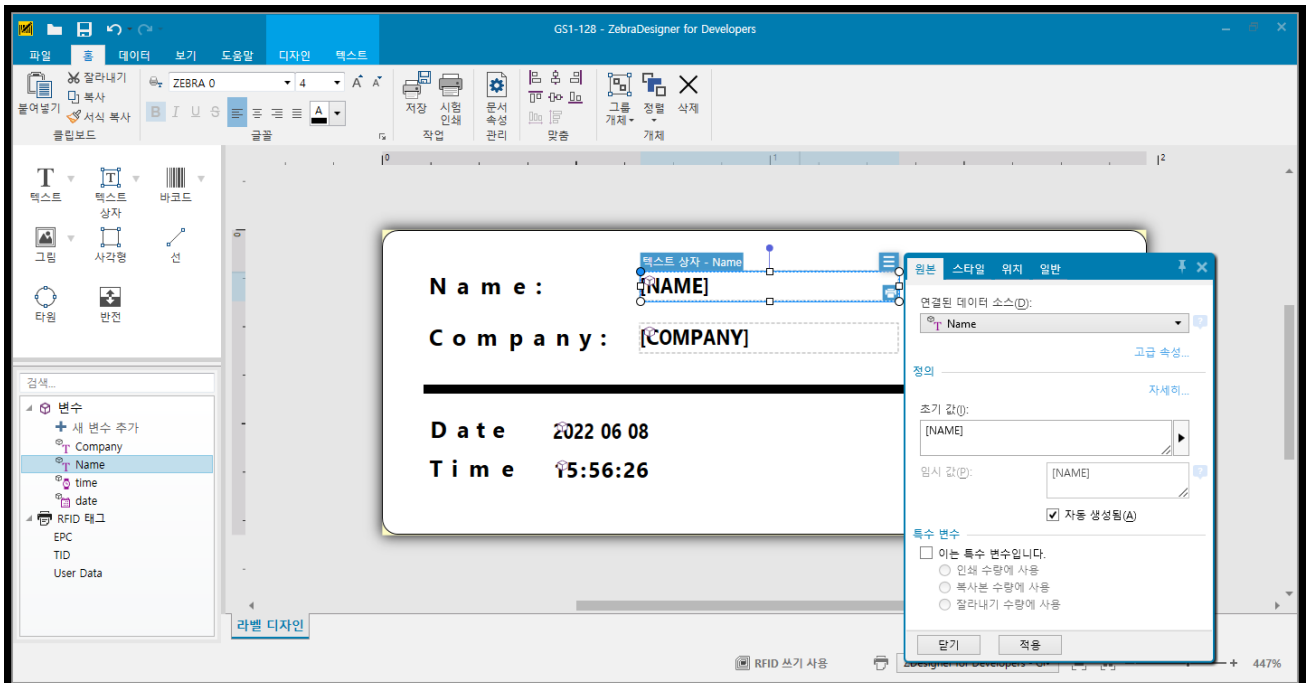 GS1-128 - ZebraDesigner for Developers
파일 홈 데이터 보기 도움말 디자인 텍스트
붙여넣기
잘라내기
복사
서식 복사
클립보드
ZEBRA 0 4 A A
B I U S A
글꼴
저장 시험 인쇄
작업
문서 속성
관리
맞춤
그룹 개체 정렬 삭제
개체
텍스트 텍스트 상자 바코드
그림 사각형 선
타원 반전
검색...
변수
새 변수 추가
Company
Name
time
date
RFID 태그
EPC
TID
User Data
0 1 2
0
텍스트 상자 - Name
Name: [NAME]
Company: [COMPANY]
Date 2022 06 08
Time 15:56:26
원본 스타일 위치 일반
연결된 데이터 소스(D):
Name
고급 속성...
정의
자세히...
초기 값(I):
[NAME]
임시 값(P): [NAME]
자동 생성됨(A)
특수 변수
이는 특수 변수입니다.
인쇄 수량에 사용
복사본 수량에 사용
잘라내기 수량에 사용
닫기 적용
라벨 디자인
RFID 쓰기 사용
447%